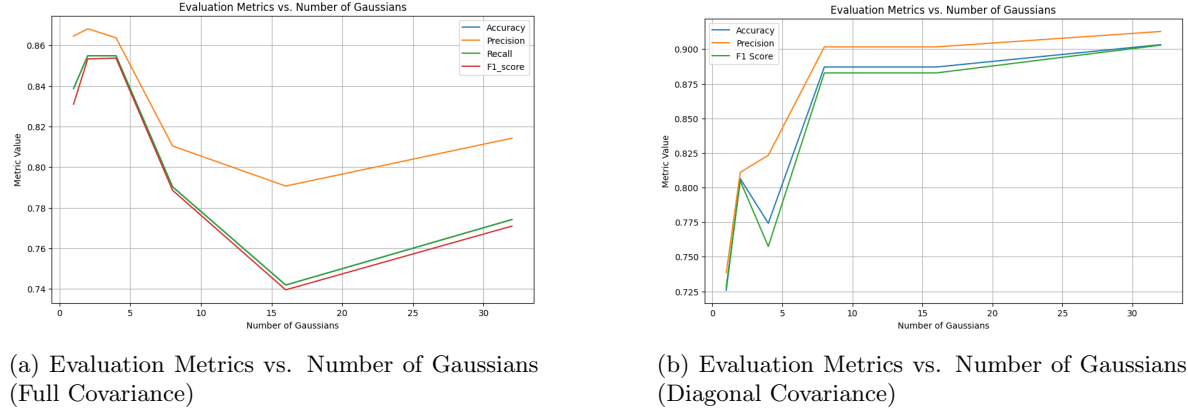 Evaluation Metrics vs. Number of Gaussians
Accuracy
Precision
Recall
F1_score
0.86
0.84
0.82
0.80
0.78
0.76
0.74
Metric Value
0 5 10 15 20 25 30
Number of Gaussians
(a) Evaluation Metrics vs. Number of Gaussians
(Full Covariance)
Evaluation Metrics vs. Number of Gaussians
Accuracy
Precision
F1 Score
0.900
0.875
0.850
0.825
0.800
0.775
0.750
0.725
Metric Value
0 5 10 15 20 25 30
Number of Gaussians
(b) Evaluation Metrics vs. Number of Gaussians
(Diagonal Covariance)